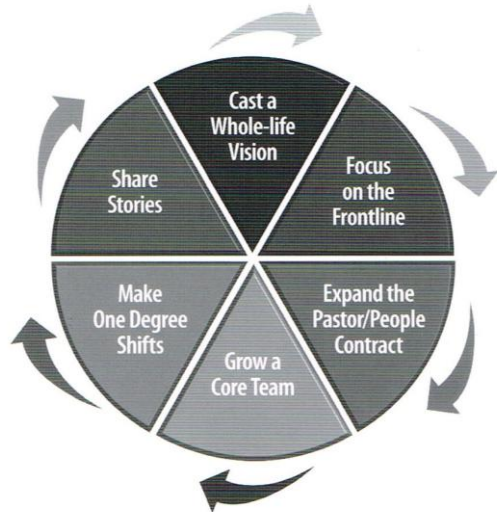 Cast a
Whole-life
Vision
Focus
on the
Frontline
Expand the
Pastor/People
Contract
Grow a
Core Team
Make
One Degree
Shifts
Share
Stories